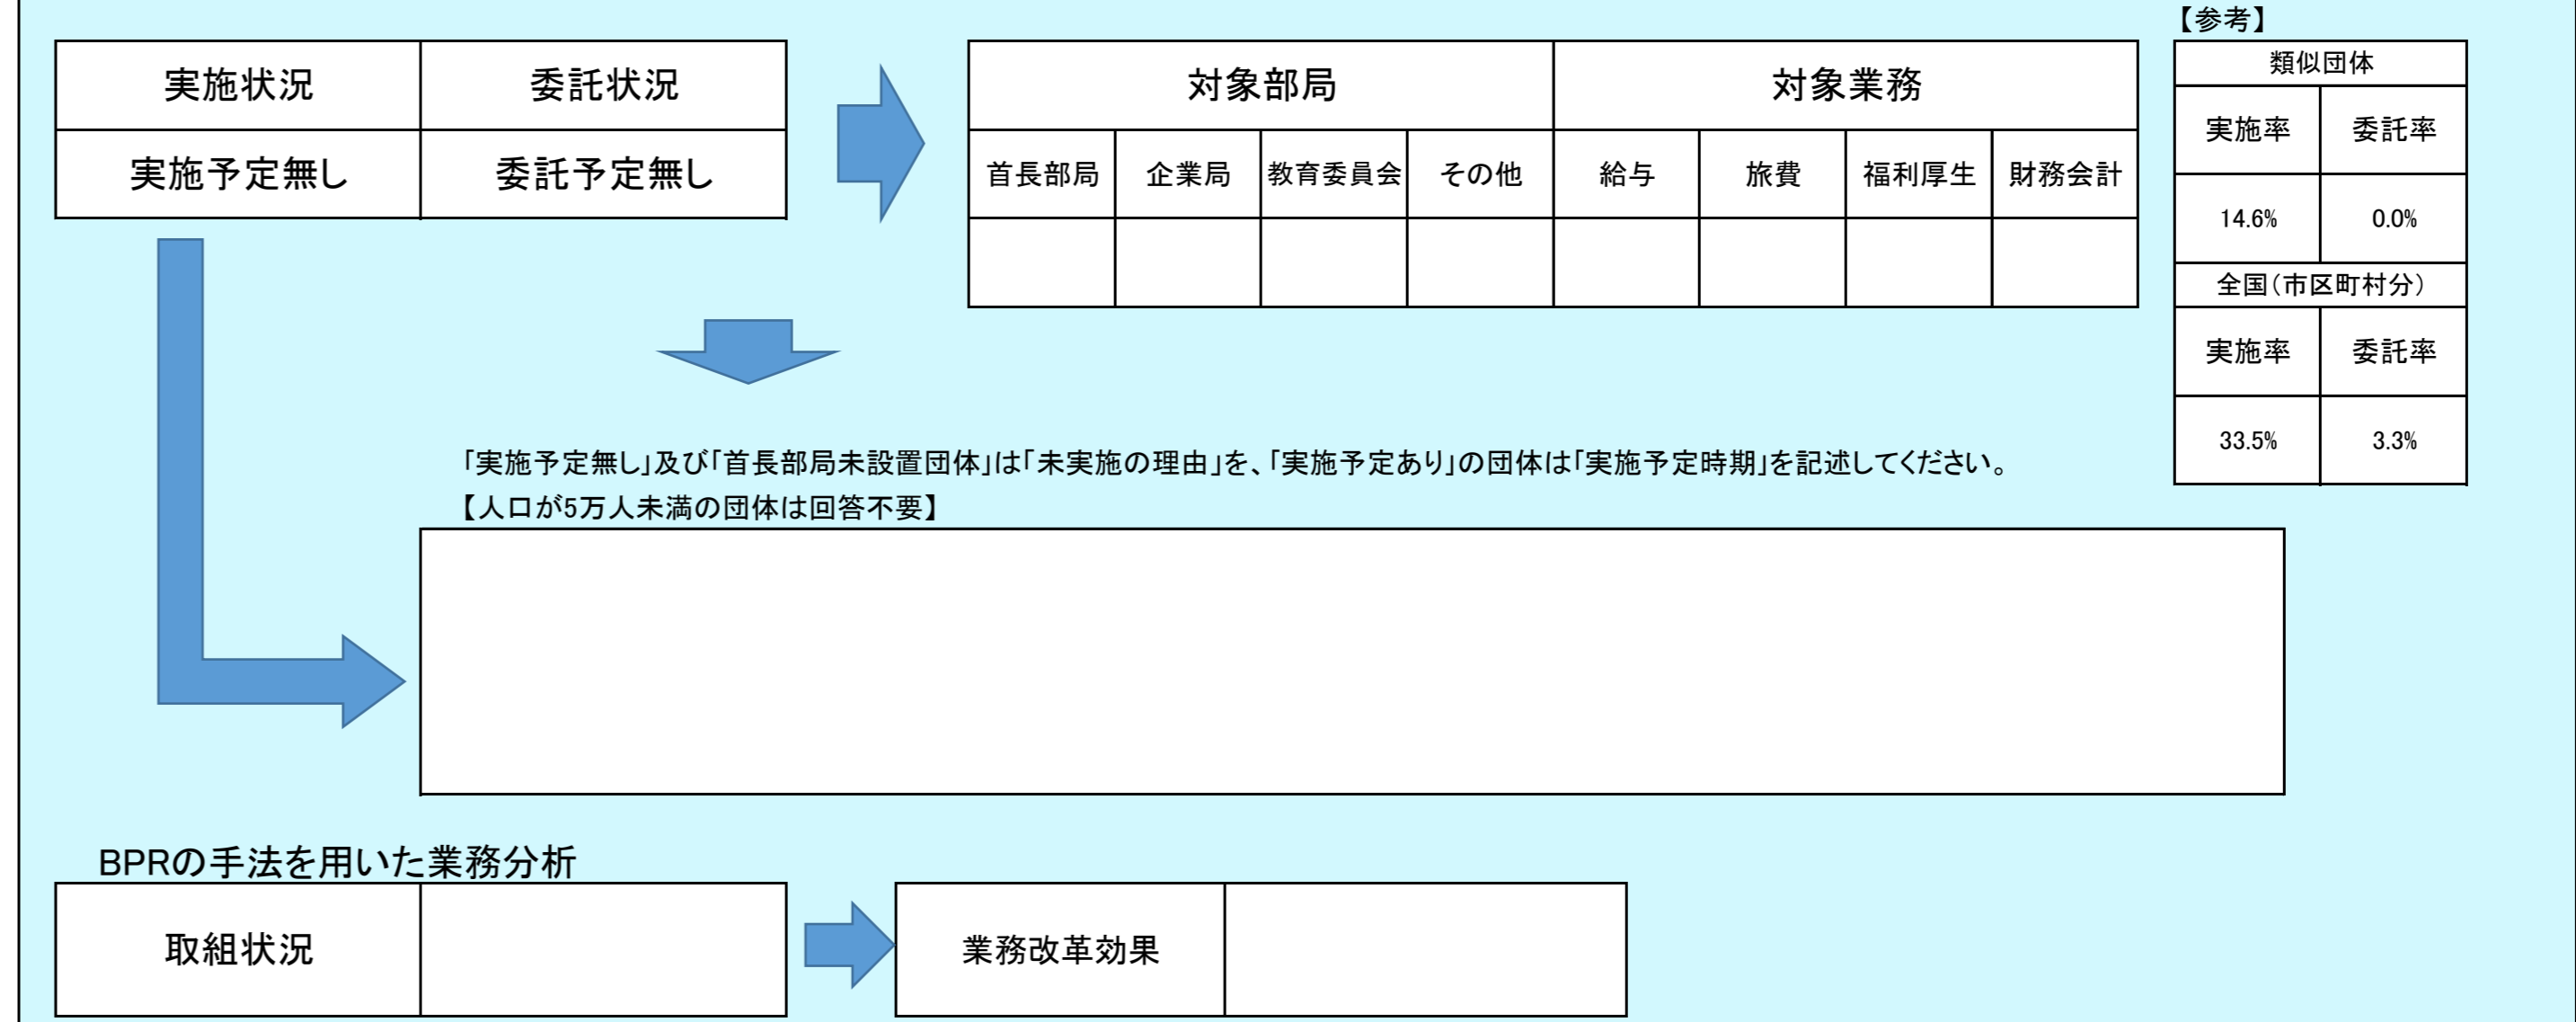 【参考】
実施状況 委託状況
実施予定無し 委託予定無し
対象部局 対象業務
首長部局 企業局 教育委員会 その他 給与 旅費 福利厚生 財務会計
類似団体
実施率 委託率
14.6% 0.0%
全国（市区町村分）
実施率 委託率
33.5% 3.3%
「実施予定無し」及び「首長部局未設置団体」は「未実施の理由」を、「実施予定あり」の団体は「実施予定時期」を記述してください。
【人口が5万人未満の団体は回答不要】
BPRの手法を用いた業務分析
取組状況
業務改革効果